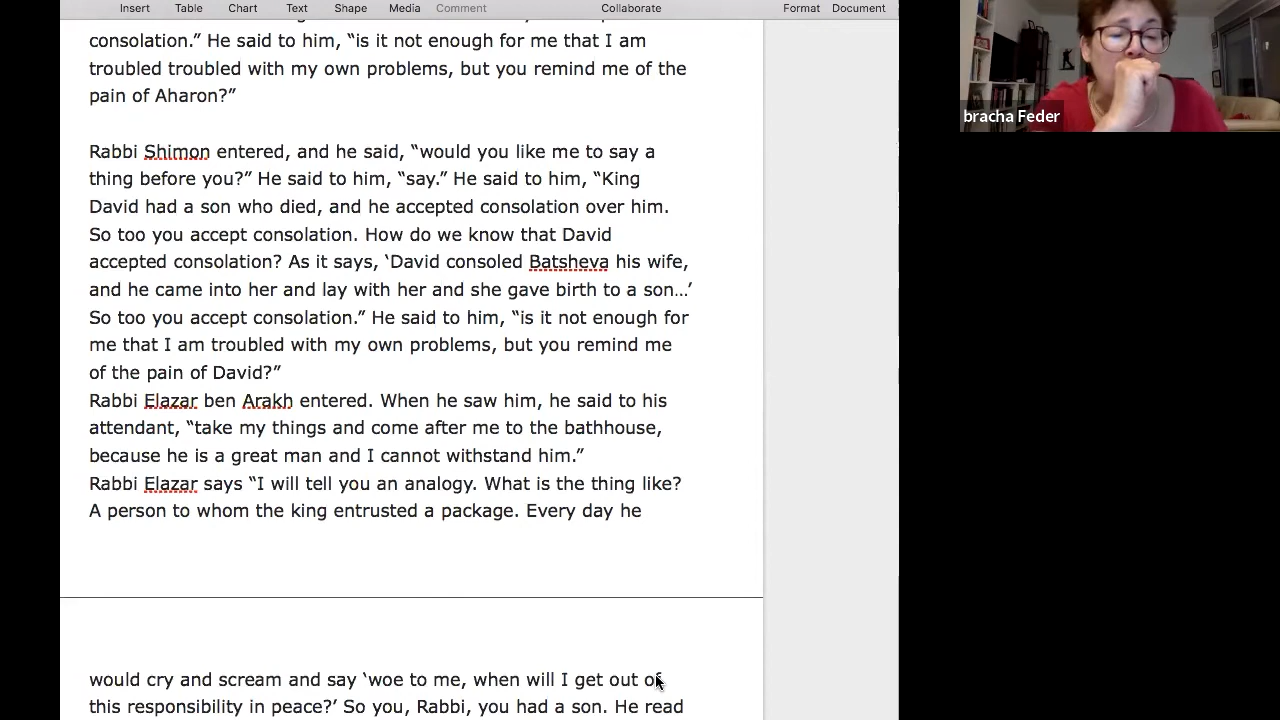 Insert Chart Text Shape Media Comment Collaborate Format Document
consolation.” He said to him, “is it not enough for me that I am
troubled troubled with my own problems, but you remind me of the
pain of Aharon?”
Rabbi Shimon entered, and he said, “would you like me to say a
thing before you?” He said to him, “say.” He said to him, “King
David had a son who died, and he accepted consolation over him.
So too you accept consolation. How do we know that David
accepted consolation? As it says, ‘David consoled Batsheva his wife,
and he came into her and lay with her and she gave birth to a son…’
So too you accept consolation.” He said to him, “is it not enough for
me that I am troubled with my own problems, but you remind me
of the pain of David?”
Rabbi Elazar ben Arakh entered. When he saw him, he said to his
attendant, “take my things and come after me to the bathhouse,
because he is a great man and I cannot withstand him.”
Rabbi Elazar says “I will tell you an analogy. What is the thing like?
A person to whom the king entrusted a package. Every day he
would cry and scream and say ‘woe to me, when will I get out of
this responsibility in peace?’ So you, Rabbi, you had a son. He read
bracha Feder